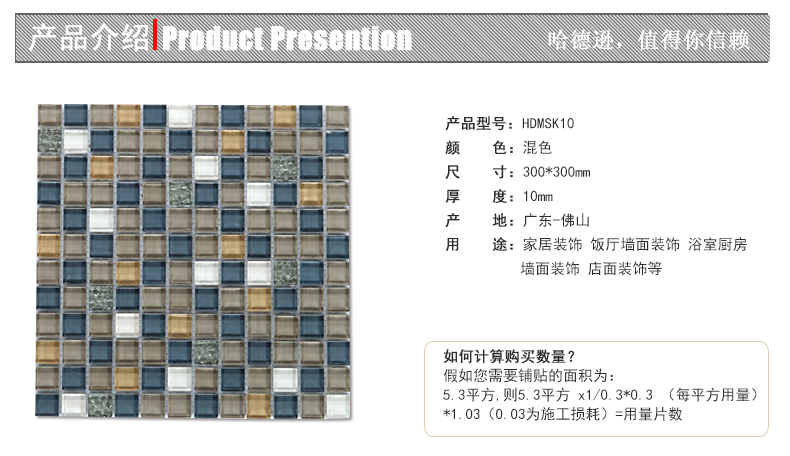 产品介绍 Product Presention 哈德逊，值得你信赖
产品型号：HDMSK10
颜 色：混色
尺 寸：300*300mm
厚 度：10mm
产 地：广东-佛山
用 途：家居装饰 饭厅墙面装饰 浴室厨房
墙面装饰 店面装饰等
如何计算购买数量？
假如您需要铺贴的面积为：
5.3平方,则5.3平方 x1/0.3*0.3 （每平方用量）
*1.03（0.03为施工损耗）=用量片数